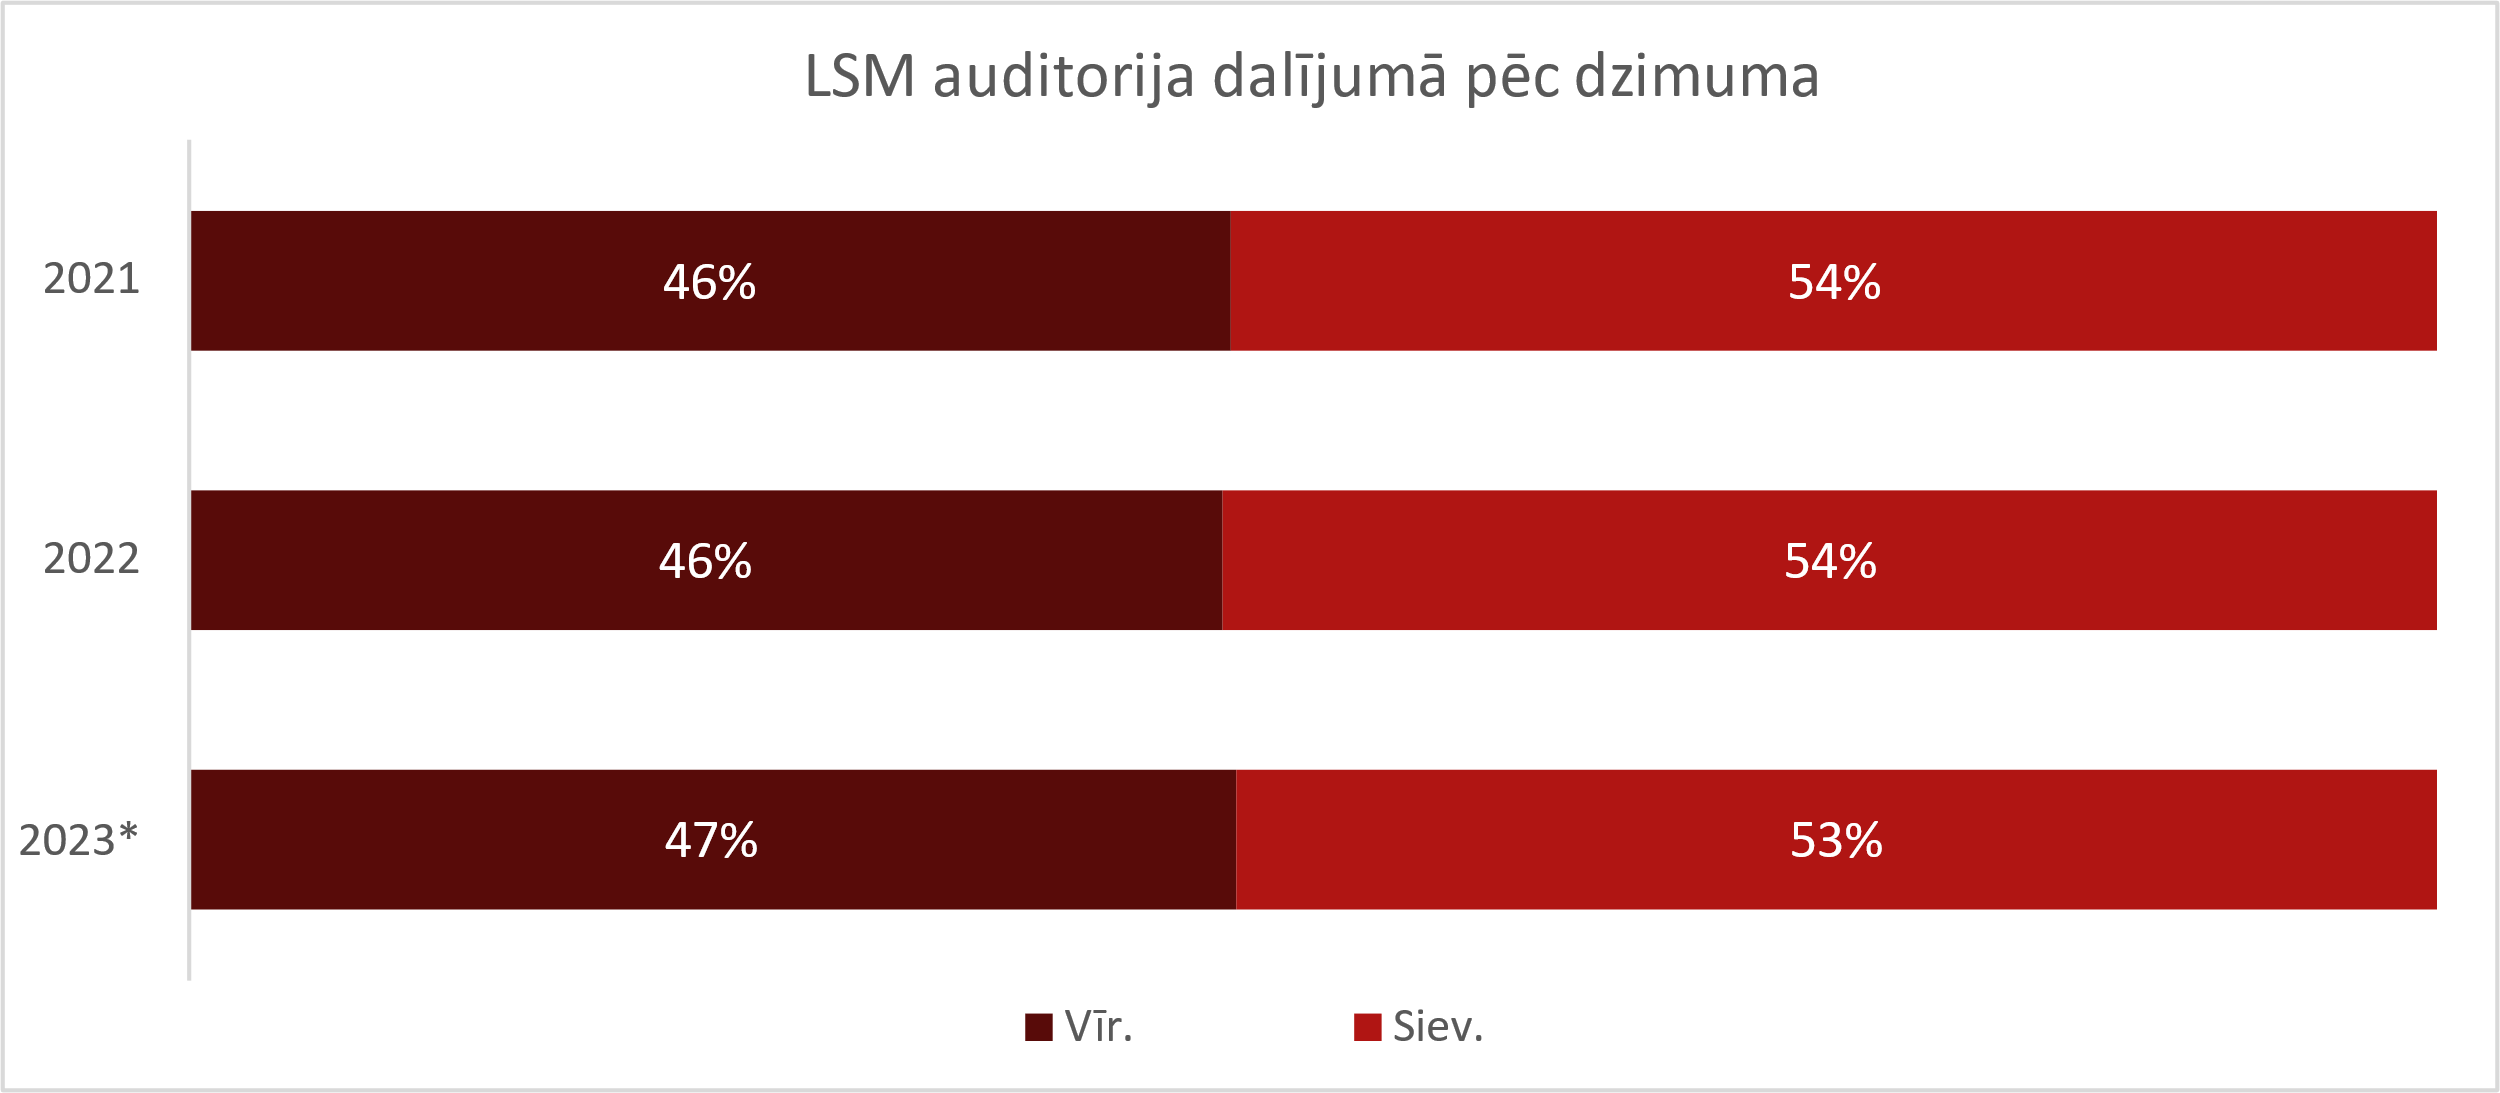 LSM auditorija dalījumā pēc dzimuma
2021 46% 54%
2022 46% 54%
2023* 47% 53%
Vīr. Siev.